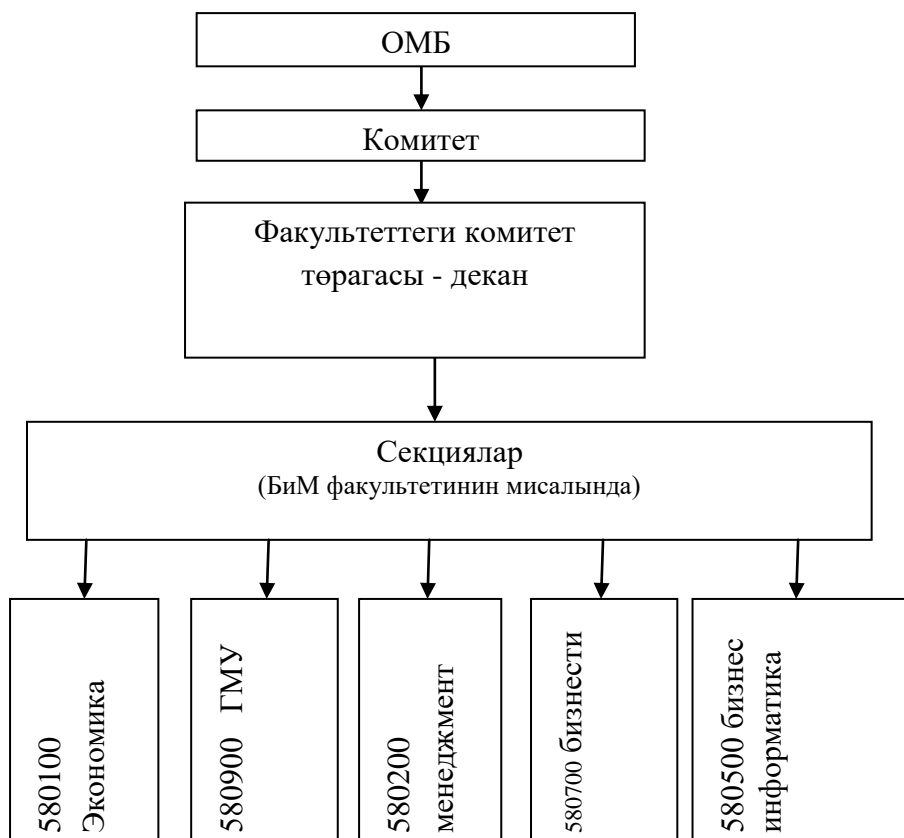 ОМБ
Комитет
Факультеттеги комитет
төрагасы - декан
Секциялар
(БиМ факультетинин мисалында)
580100
Экономика
580900 ГМУ
580200
менеджмент
580700 бизнести
580500 бизнес
информатика